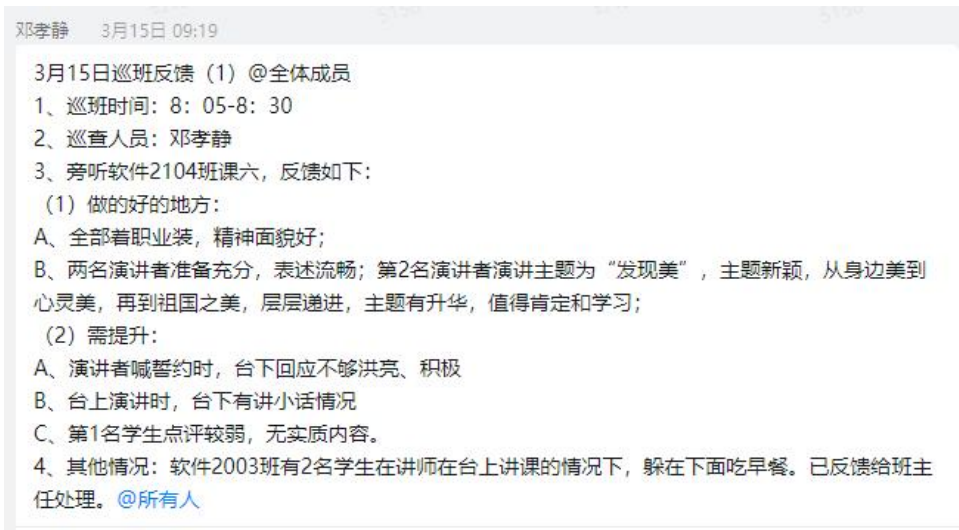 邓孝静 3月15日 09:19
3月15日巡班反馈（1）@全体成员
1、巡班时间：8：05-8：30
2、巡查人员：邓孝静
3、旁听软件2104班课六，反馈如下：
（1）做的好的地方：
A、全部着职业装，精神面貌好；
B、两名演讲者准备充分，表述流畅；第2名演讲者演讲主题为“发现美”，主题新颖，从身边美到
心灵美，再到祖国之美，层层递进，主题有升华，值得肯定和学习；
（2）需提升：
A、演讲者喊誓约时，台下回应不够洪亮、积极
B、台上演讲时，台下有讲小话情况
C、第1名学生点评较弱，无实质内容。
4、其他情况：软件2003班有2名学生在讲师在台上讲课的情况下，躲在下面吃早餐。已反馈给班主
任处理。@所有人